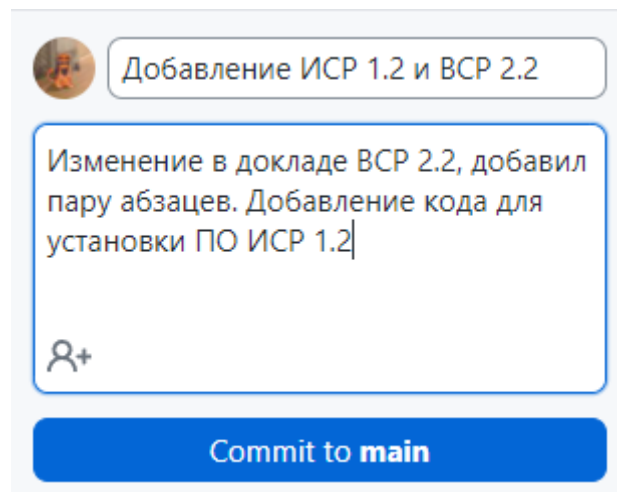 Добавление ИСР 1.2 и ВСР 2.2
Изменение в докладе ВСР 2.2, добавил
пару абзацев. Добавление кода для
установки ПО ИСР 1.2
Commit to main